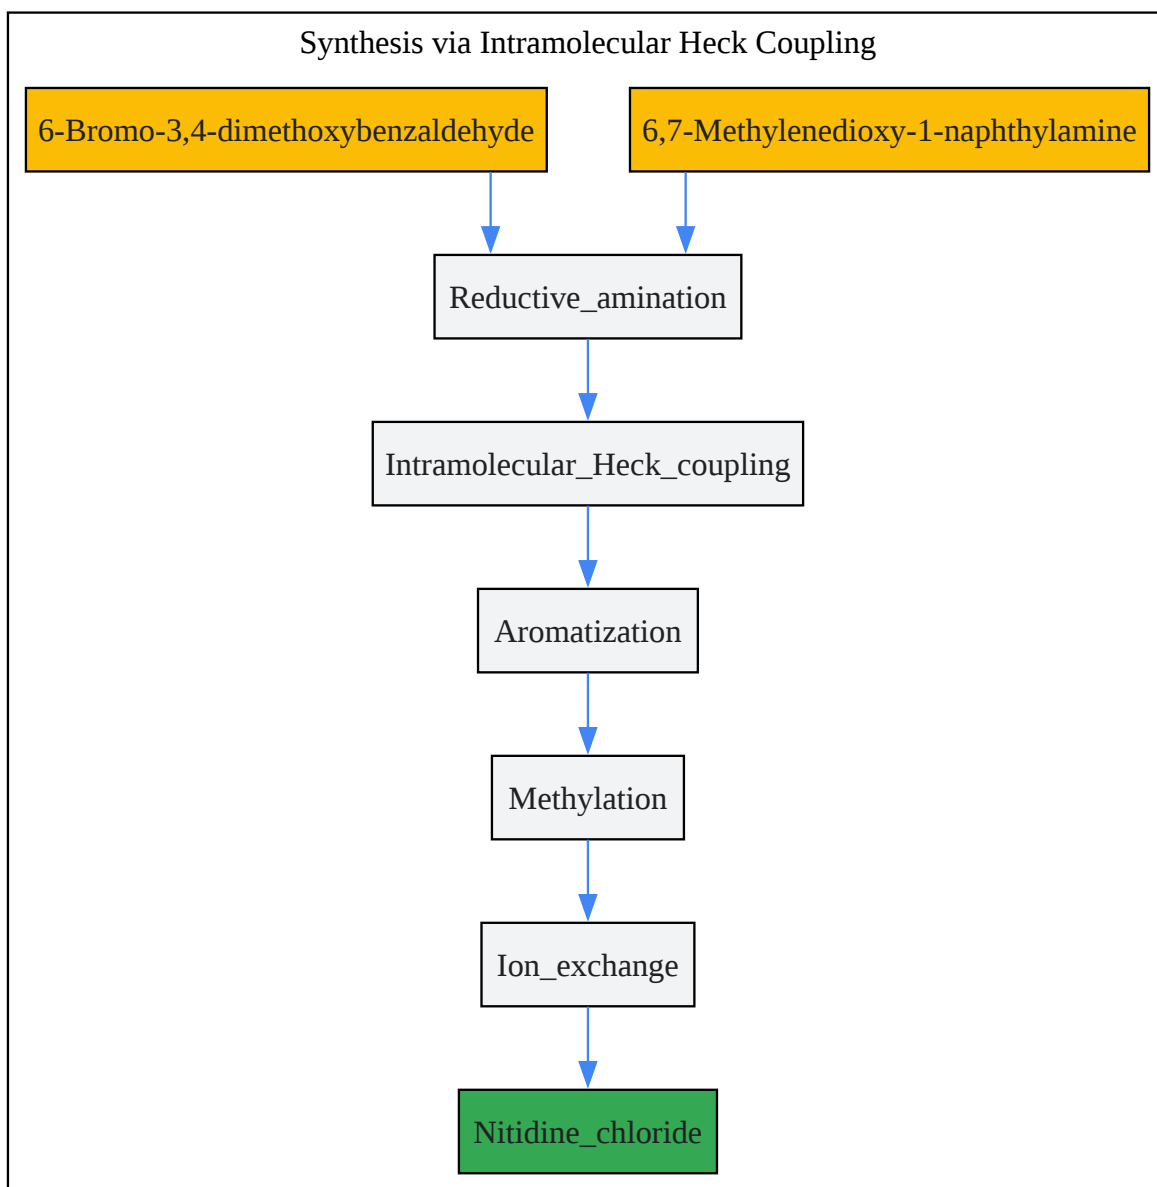 Synthesis via Intramolecular Heck Coupling
6-Bromo-3,4-dimethoxybenzaldehyde
6,7-Methylenedioxy-1-naphthylamine
Reductive_amination
Intramolecular_Heck_coupling
Aromatization
Methylation
Ion_exchange
Nitidine_chloride